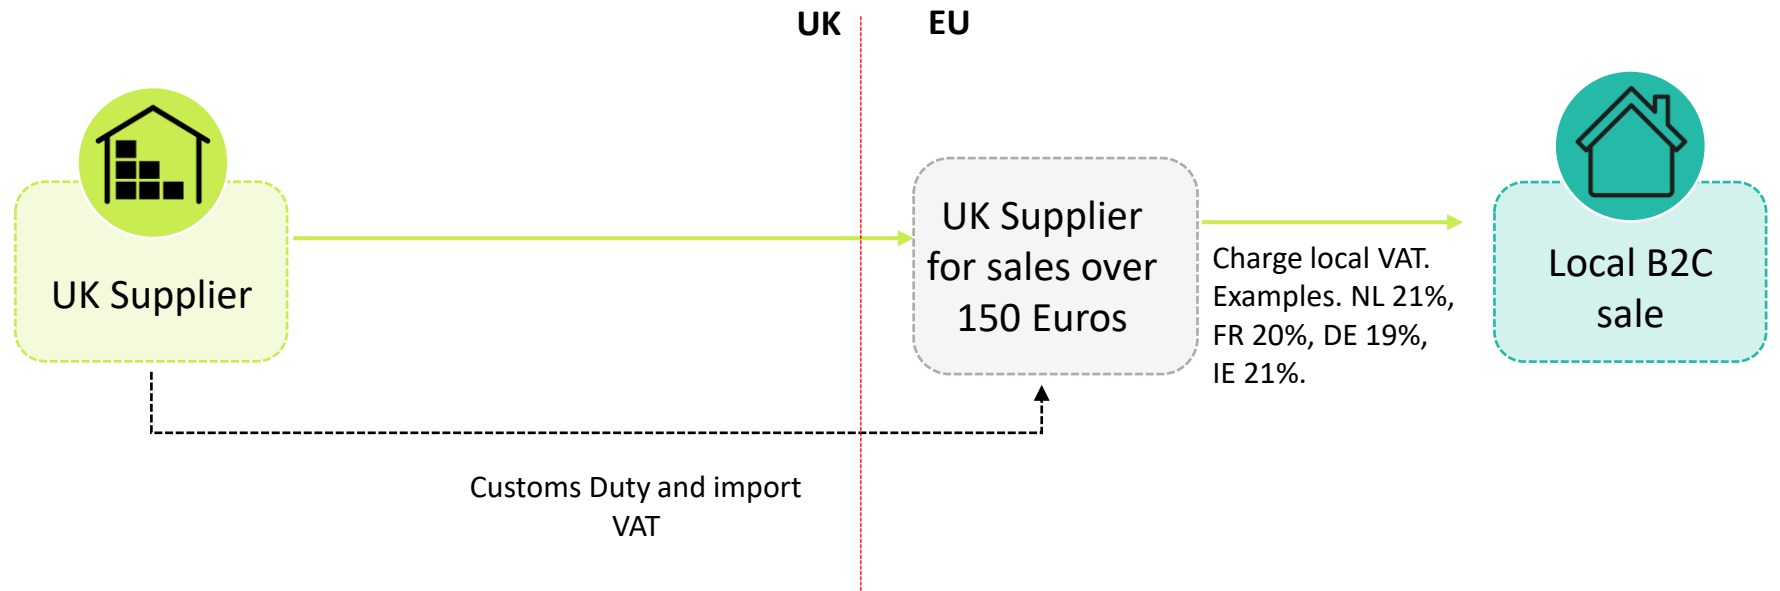 UK
EU
UK Supplier
UK Supplier
for sales over
150 Euros
Charge local VAT.
Examples. NL 21%,
FR 20%, DE 19%,
IE 21%.
Local B2C
sale
Customs Duty and import
VAT